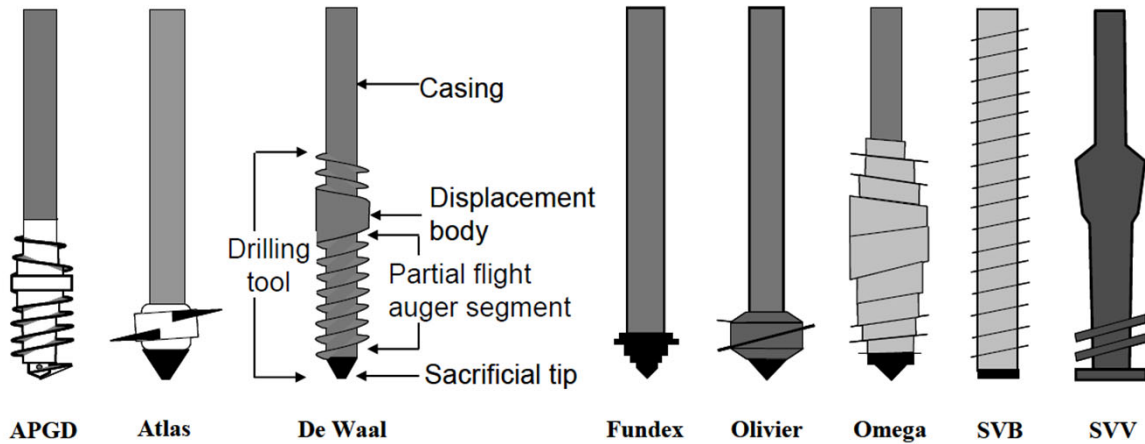 Casing
Displacement
body
Drilling
tool
Partial flight
auger segment
Sacrificial tip
APGD
Atlas
De Waal
Fundex
Olivier
Omega
SVB
SVV